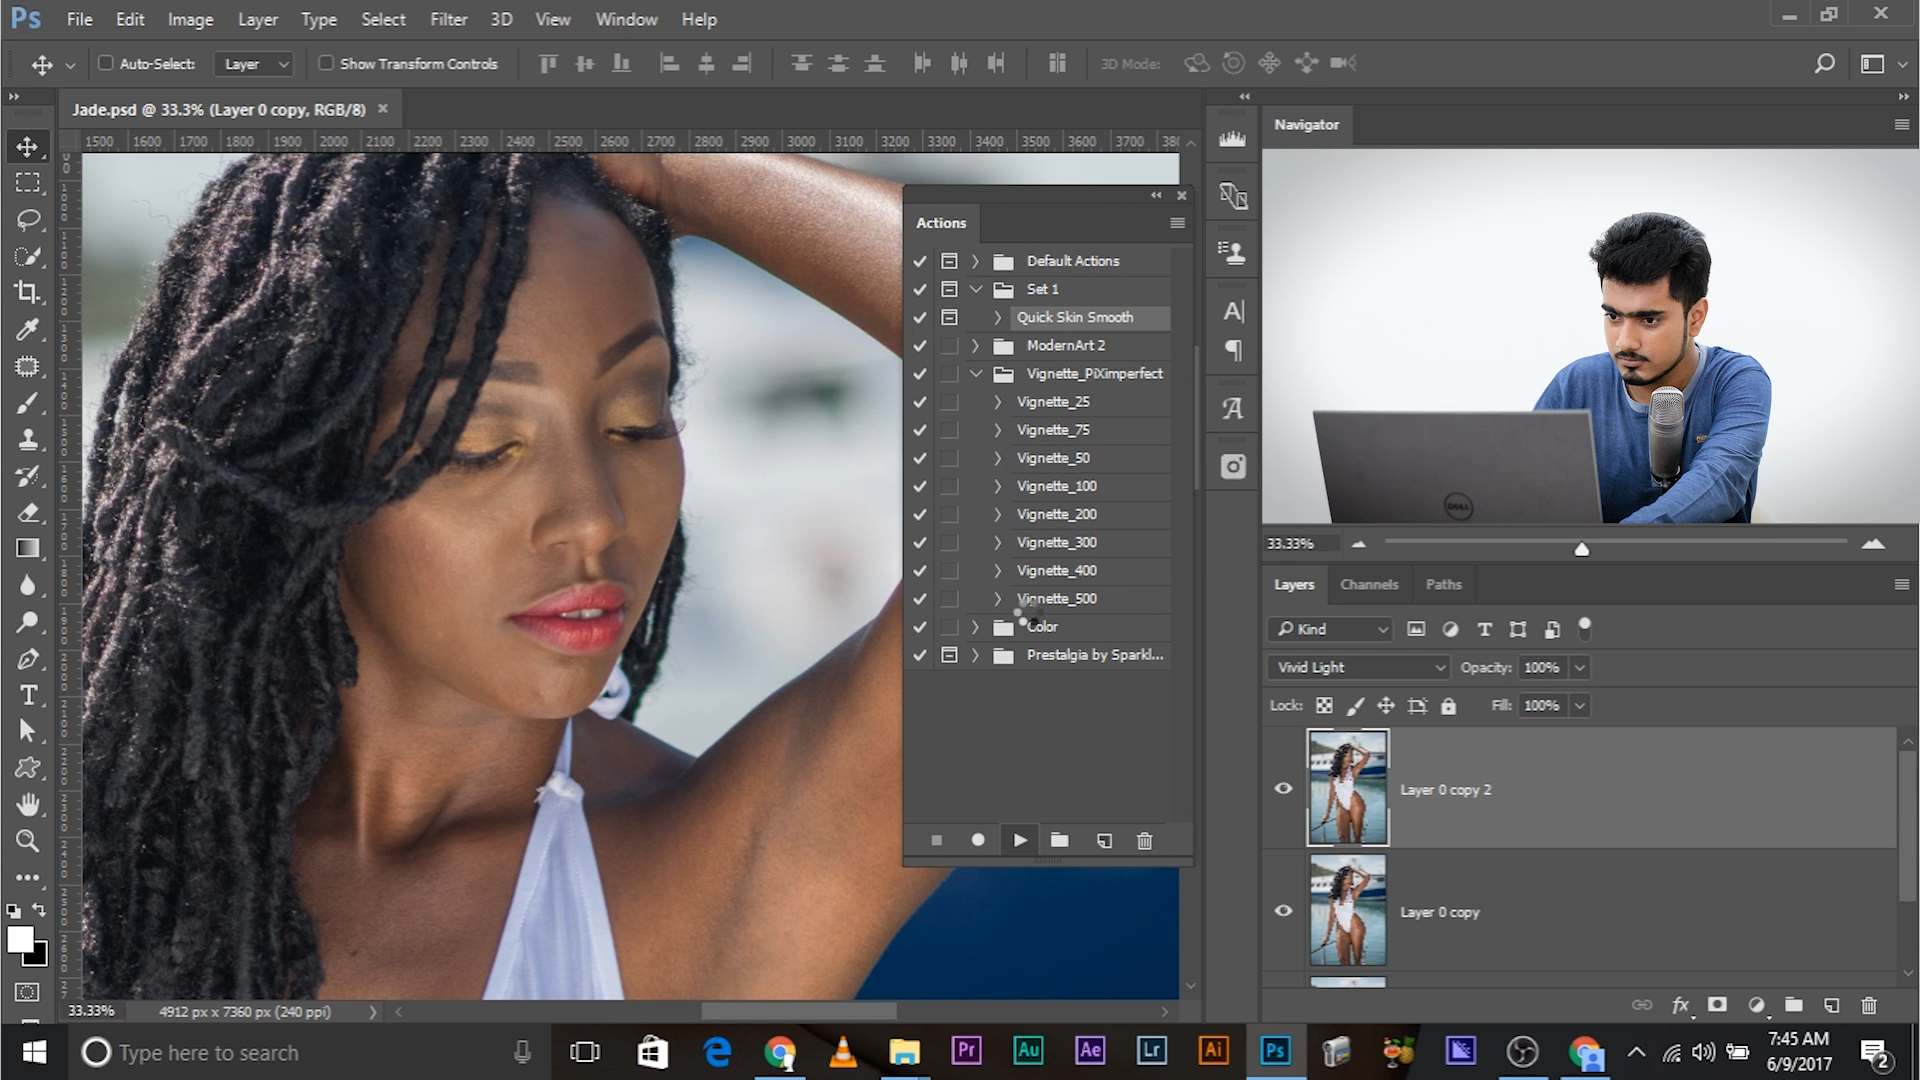 Ps File Edit Image Layer Type Select Filter 3D View Window Help
Auto-Select: Layer Show Transform Controls 3D Mode:
Jade.psd @ 33.3% (Layer 0 copy, RGB/8)
1500 1600 1700 1800 1900 2000 2100 2200 2300 2400 2500 2600 2700 2800 2900 3000 3100 3200 3300 3400 3500 3600 3700 380
Navigator
Actions
Default Actions
Set 1
Quick Skin Smooth
ModernArt 2
Vignette_PiXimperfect
Vignette_25
Vignette_75
Vignette_50
Vignette_100
Vignette_200
Vignette_300
Vignette_400
Vignette_500
Color
Prestalgia by Sparkl...
DELL
33.33%
Layers Channels Paths
Kind
Vivid Light Opacity: 100%
Lock: Fill: 100%
Layer 0 copy 2
Layer 0 copy
fx
33.33% 4912 px x 7360 px (240 ppi)
Type here to search
Pr Au Ae Lr Ai Ps
7:45 AM
6/9/2017
2